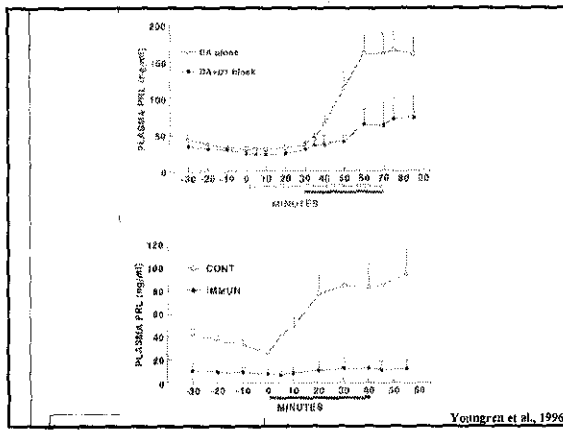 PLASMA PRL (ng/ml)
200
150
100
50
0
DA alone
DA+D1 block
-30 -20 -10 0 10 20 30 40 50 60 70 80 90
MINUTES
PLASMA PRL (ng/ml)
120
100
80
60
40
20
0
CONT
IMMUN
-30 -20 -10 0 10 20 30 40 50 60
MINUTES
Youngren et al., 1996